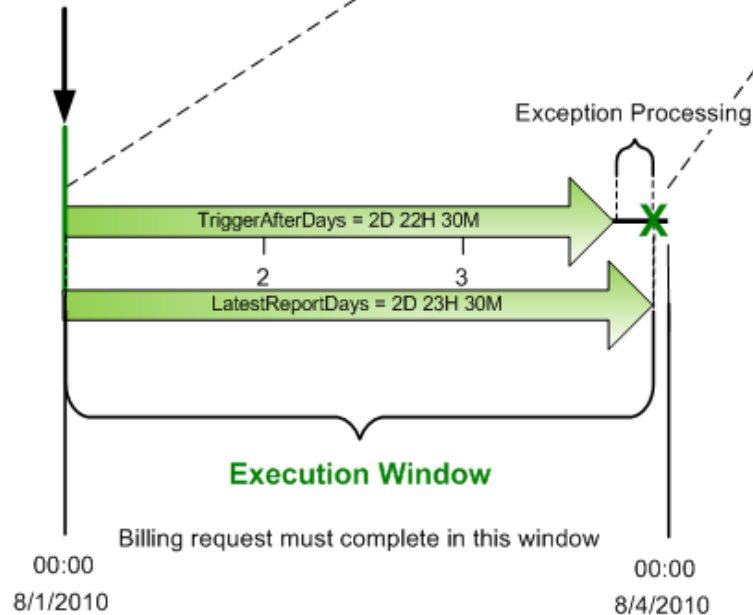 Exception Processing
TriggerAfterDays = 2D 22H 30M
2 3
LatestReportDays = 2D 23H 30M
Execution Window
Billing request must complete in this window
00:00 00:00
8/1/2010 8/4/2010